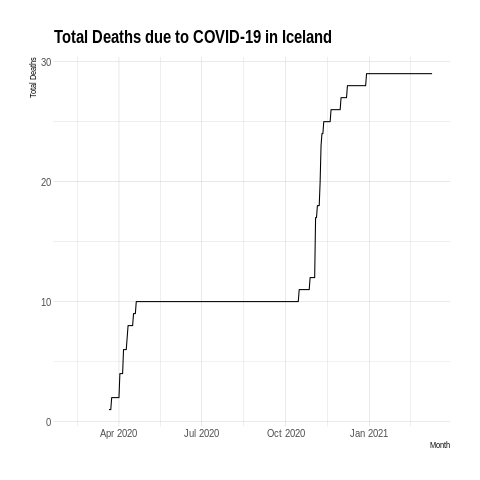 Total Deaths due to COVID-19 in Iceland
Total Deaths
30
20
10
0
Apr 2020 Jul 2020 Oct 2020 Jan 2021
Month